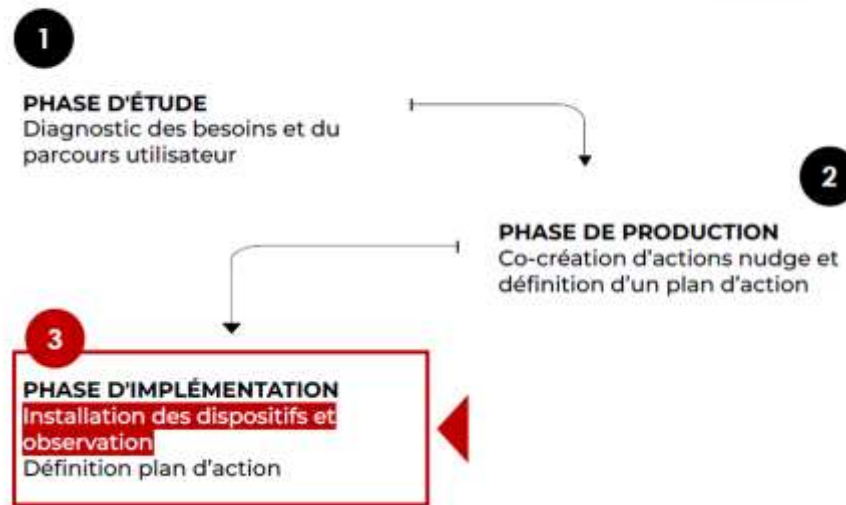 1
PHASE D'ÉTUDE
Diagnostic des besoins et du
parcours utilisateur
2
PHASE DE PRODUCTION
Co-création d'actions nudge et
définition d'un plan d'action
3
PHASE D'IMPLÉMENTATION
Installation des dispositifs et
observation
Définition plan d'action